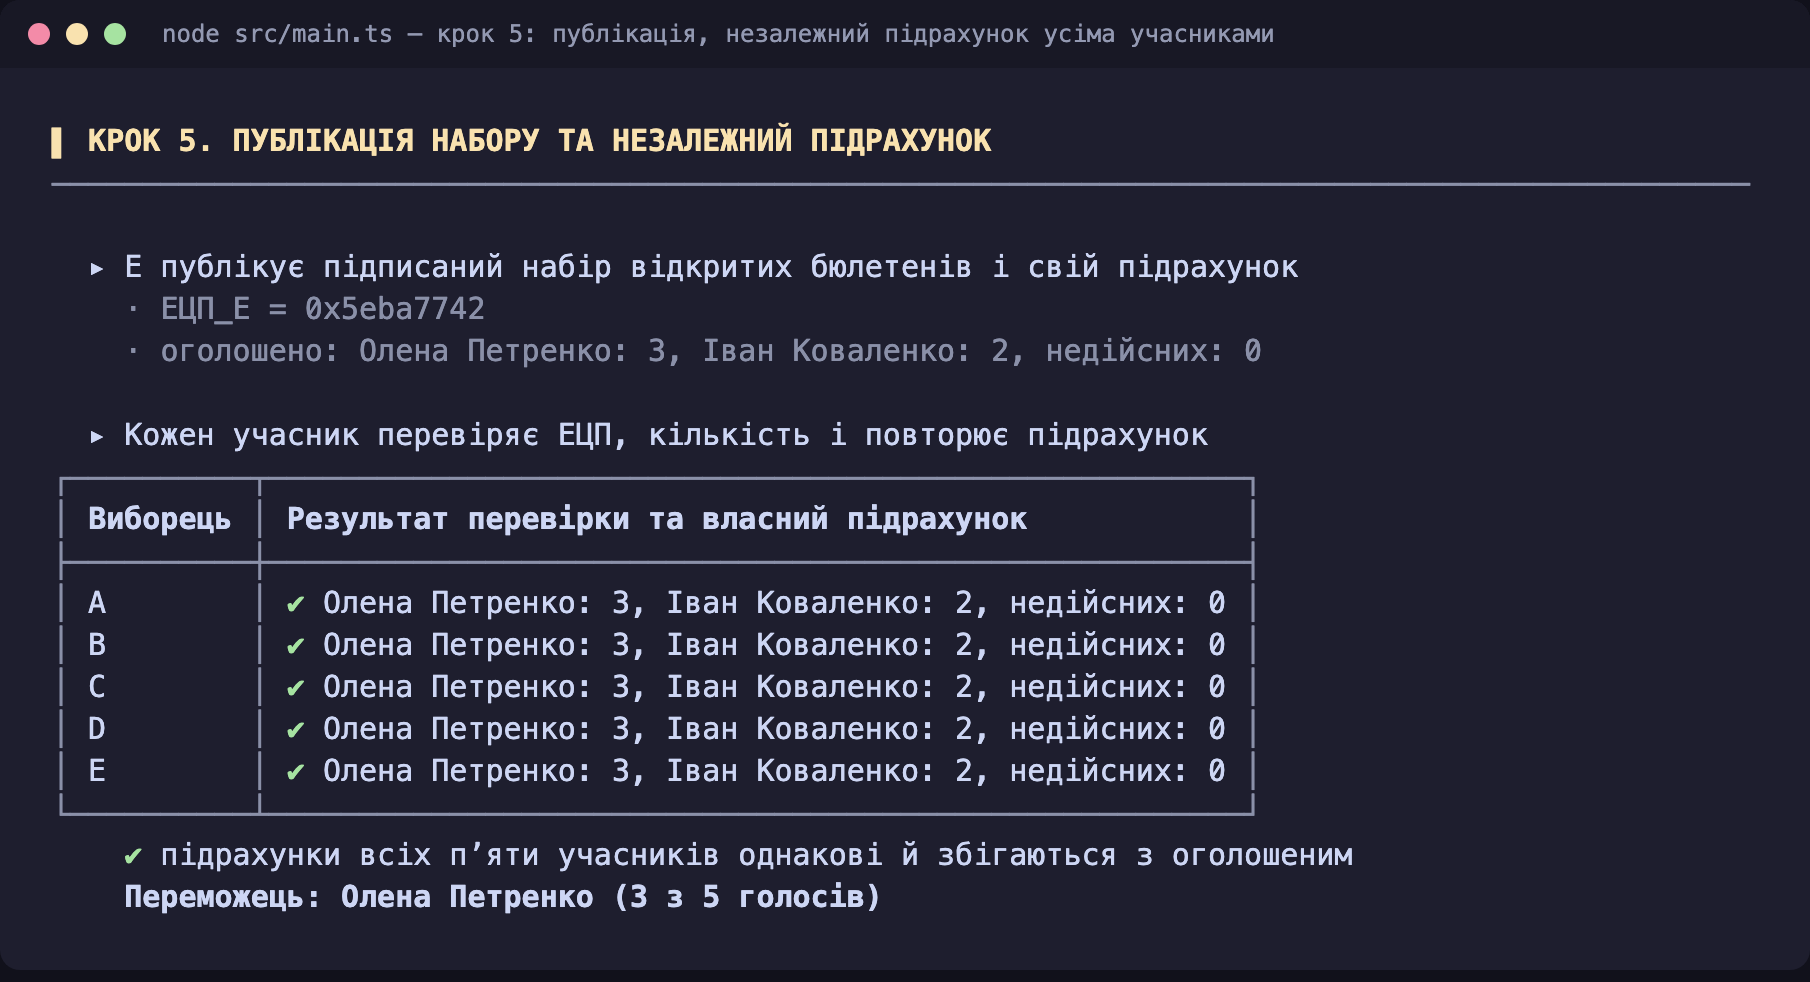 node src/main.ts — крок 5: публікація, незалежний підрахунок усіма учасниками
КРОК 5. ПУБЛІКАЦІЯ НАБОРУ ТА НЕЗАЛЕЖНИЙ ПІДРАХУНОК
▸ E публікує підписаний набір відкритих бюлетенів і свій підрахунок
· ЕЦП_E = 0x5eba7742
· оголошено: Олена Петренко: 3, Іван Коваленко: 2, недійсних: 0
▸ Кожен учасник перевіряє ЕЦП, кількість і повторює підрахунок
Виборець Результат перевірки та власний підрахунок
A ✔ Олена Петренко: 3, Іван Коваленко: 2, недійсних: 0
B ✔ Олена Петренко: 3, Іван Коваленко: 2, недійсних: 0
C ✔ Олена Петренко: 3, Іван Коваленко: 2, недійсних: 0
D ✔ Олена Петренко: 3, Іван Коваленко: 2, недійсних: 0
E ✔ Олена Петренко: 3, Іван Коваленко: 2, недійсних: 0
✔ підрахунки всіх п’яти учасників однакові й збігаються з оголошеним
Переможець: Олена Петренко (3 з 5 голосів)